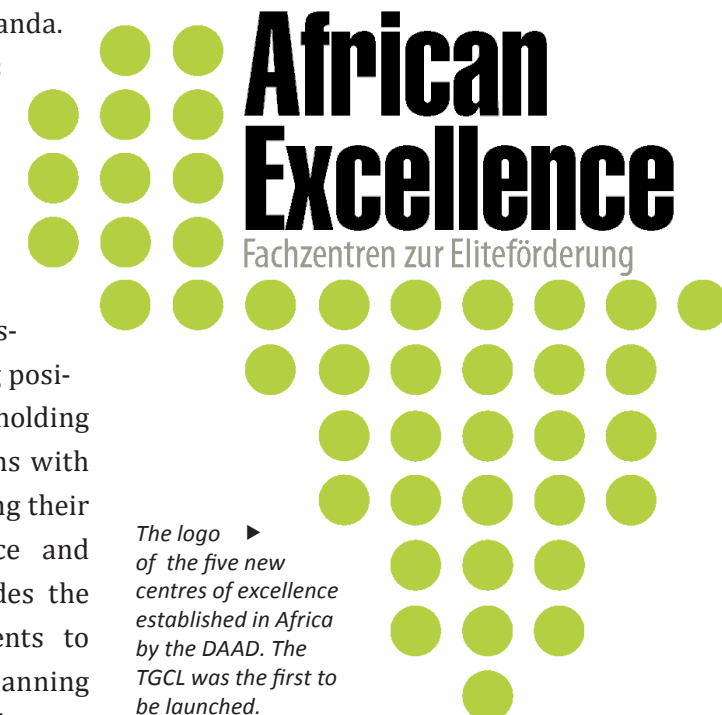 anda.
African
Excellence
Fachzentren zur Eliteförderung
s-
g posi-
holding
ns with
ng their
ce and
des the
ents to
anning
The logo ▶
of the five new
centres of excellence
established in Africa
by the DAAD. The
TGCL was the first to
be launched.